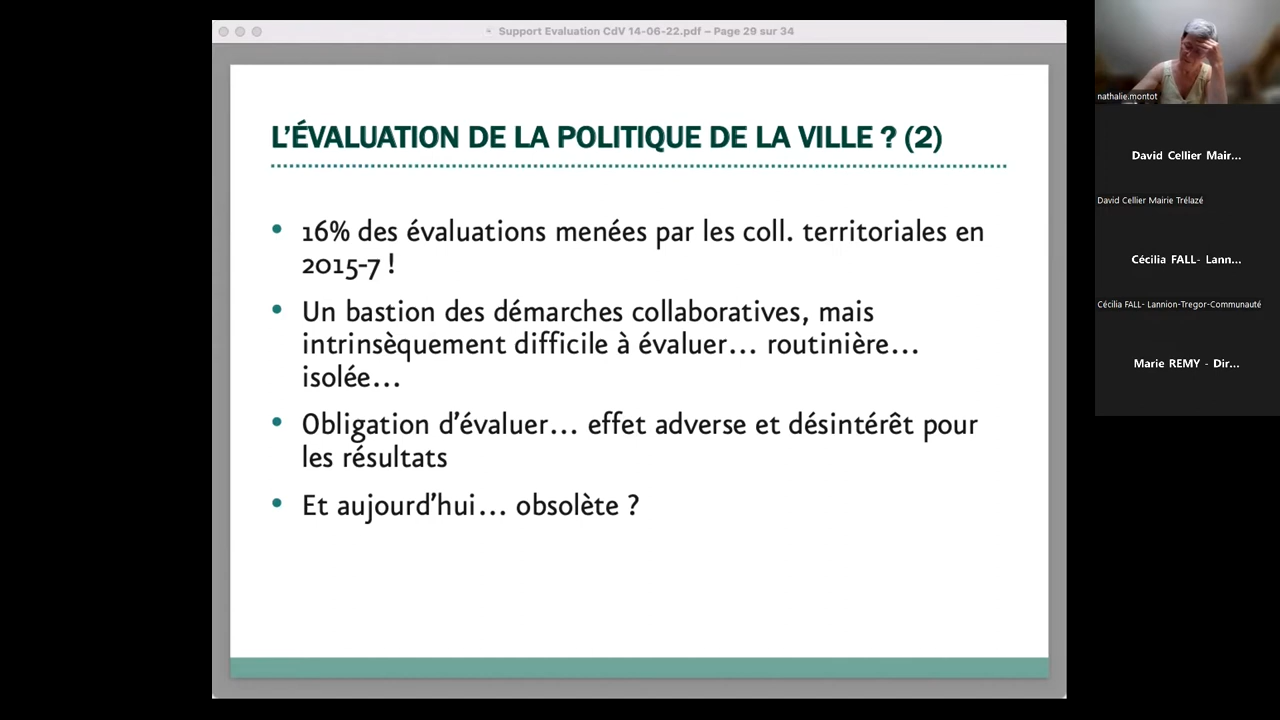 Support Evaluation CdV 14-06-22.pdf – Page 29 sur 34
L'ÉVALUATION DE LA POLITIQUE DE LA VILLE ? (2)
• 16% des évaluations menées par les coll. territoriales en
2015-7 !
• Un bastion des démarches collaboratives, mais
intrinsèquement difficile à évaluer… routinière…
isolée…
• Obligation d'évaluer… effet adverse et désintérêt pour
les résultats
• Et aujourd'hui… obsolète ?
nathalie.montot
David Cellier Mair...
David Cellier Mairie Trélazé
Cécilia FALL- Lann...
Cécilia FALL- Lannion-Tregor-Communauté
Marie REMY - Dir...